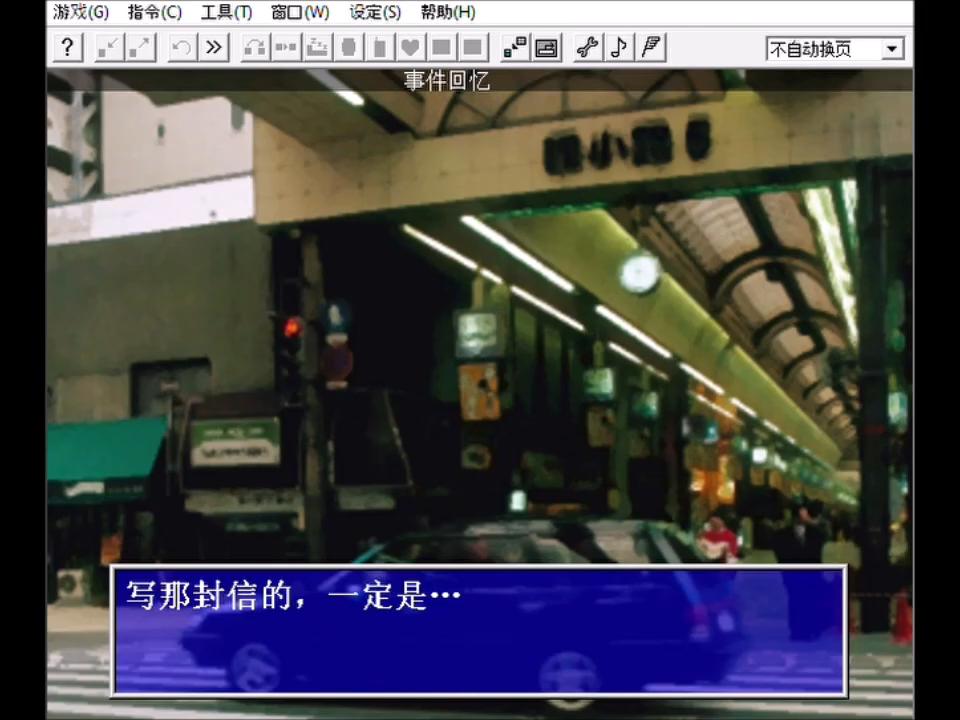 游戏(G) 指令(C) 工具(T) 窗口(W) 设定(S) 帮助(H)
? 不自动换页
事件回忆
写那封信的，一定是…